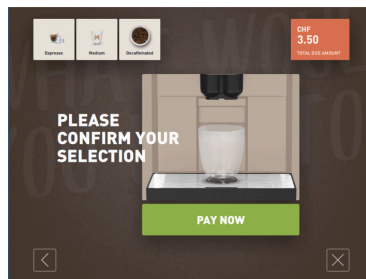 Espresso
M
Medium
Decaffeinated
CHF
3.50
TOTAL DUE AMOUNT
PLEASE
CONFIRM YOUR
SELECTION
PAY NOW